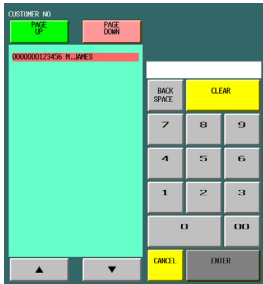 CUSTOMER NO
PAGE UP
PAGE DOWN
0000000123456 M.JAMES
BACK SPACE
CLEAR
7 8 9
4 5 6
1 2 3
0 00
CANCEL
ENTER
▲ ▼